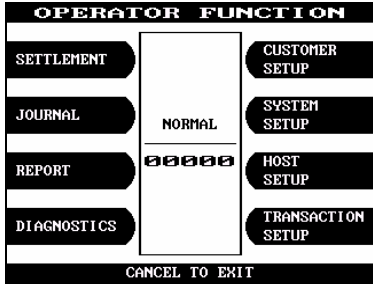 OPERATOR FUNCTION
SETTLEMENT
CUSTOMER
SETUP
JOURNAL
SYSTEM
SETUP
NORMAL
00000
REPORT
HOST
SETUP
DIAGNOSTICS
TRANSACTION
SETUP
CANCEL TO EXIT